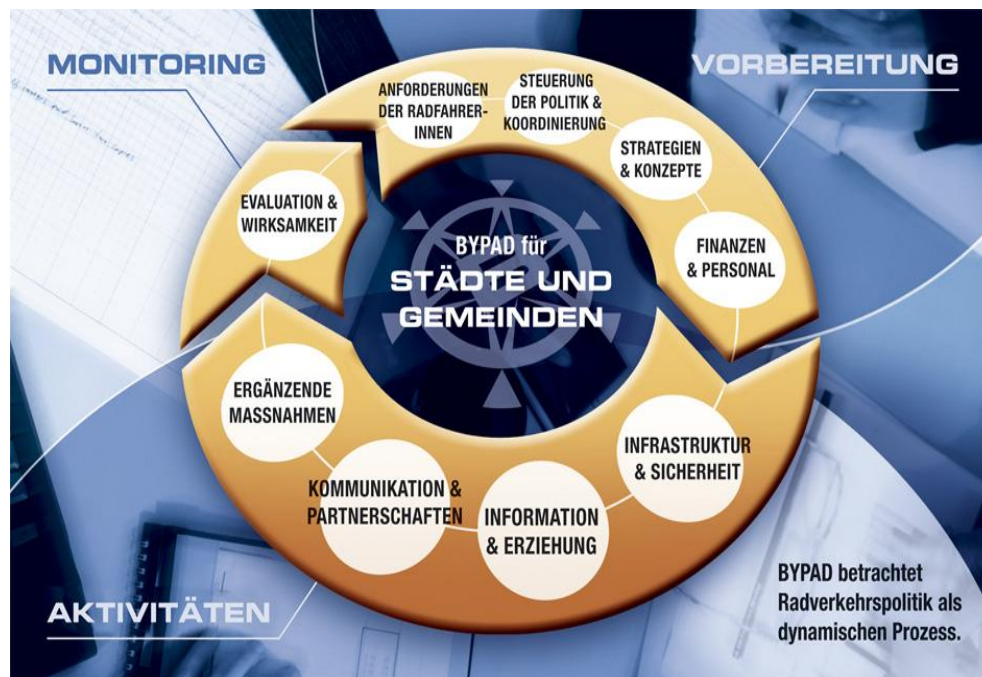 MONITORING
VORBEREITUNG
ANFORDERUNGEN
DER RADFAHRER-
INNEN
STEUERUNG
DER POLITIK &
KOORDINIERUNG
STRATEGIEN
& KONZEPTE
FINANZEN
& PERSONAL
EVALUATION &
WIRKSAMKEIT
BYPAD für
STÄDTE UND
GEMEINDEN
ERGÄNZENDE
MASSNAHMEN
KOMMUNIKATION &
PARTNERSCHAFTEN
INFORMATION
& ERZIEHUNG
INFRASTRUKTUR
& SICHERHEIT
AKTIVITÄTEN
BYPAD betrachtet
Radverkehrspolitik als
dynamischen Prozess.